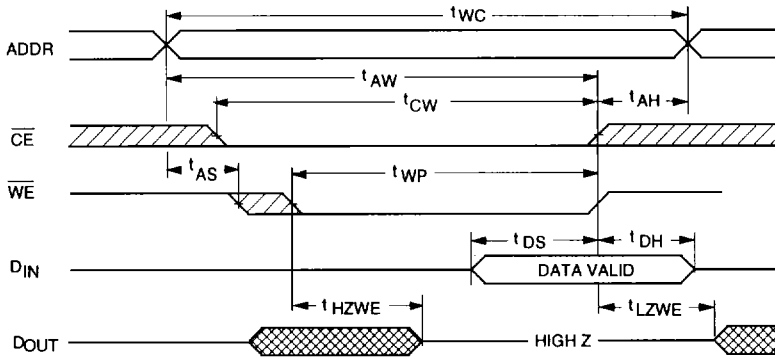 tWC
ADDR
tAW
tCW
tAH
CE
tAS
tWP
WE
tDS
tDH
DIN
DATA VALID
tHZWE
tLZWE
DOUT
HIGH Z